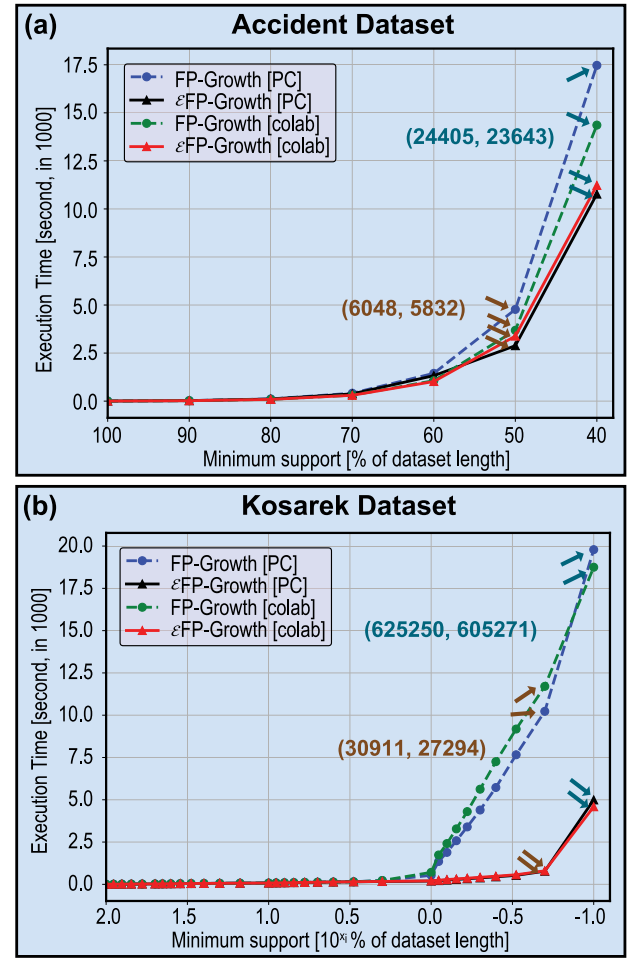 (a) Accident Dataset
17.5
15.0
12.5
10.0
7.5
5.0
2.5
0.0
Execution Time [second, in 1000]
FP-Growth [PC]
ℰFP-Growth [PC]
FP-Growth [colab]
ℰFP-Growth [colab]
(24405, 23643)
(6048, 5832)
100 90 80 70 60 50 40
Minimum support [% of dataset length]
(b) Kosarek Dataset
20.0
17.5
15.0
12.5
10.0
7.5
5.0
2.5
0.0
Execution Time [second, in 1000]
FP-Growth [PC]
ℰFP-Growth [PC]
FP-Growth [colab]
ℰFP-Growth [colab]
(625250, 605271)
(30911, 27294)
2.0 1.5 1.0 0.5 0.0 -0.5 -1.0
Minimum support [10^xᵢ % of dataset length]